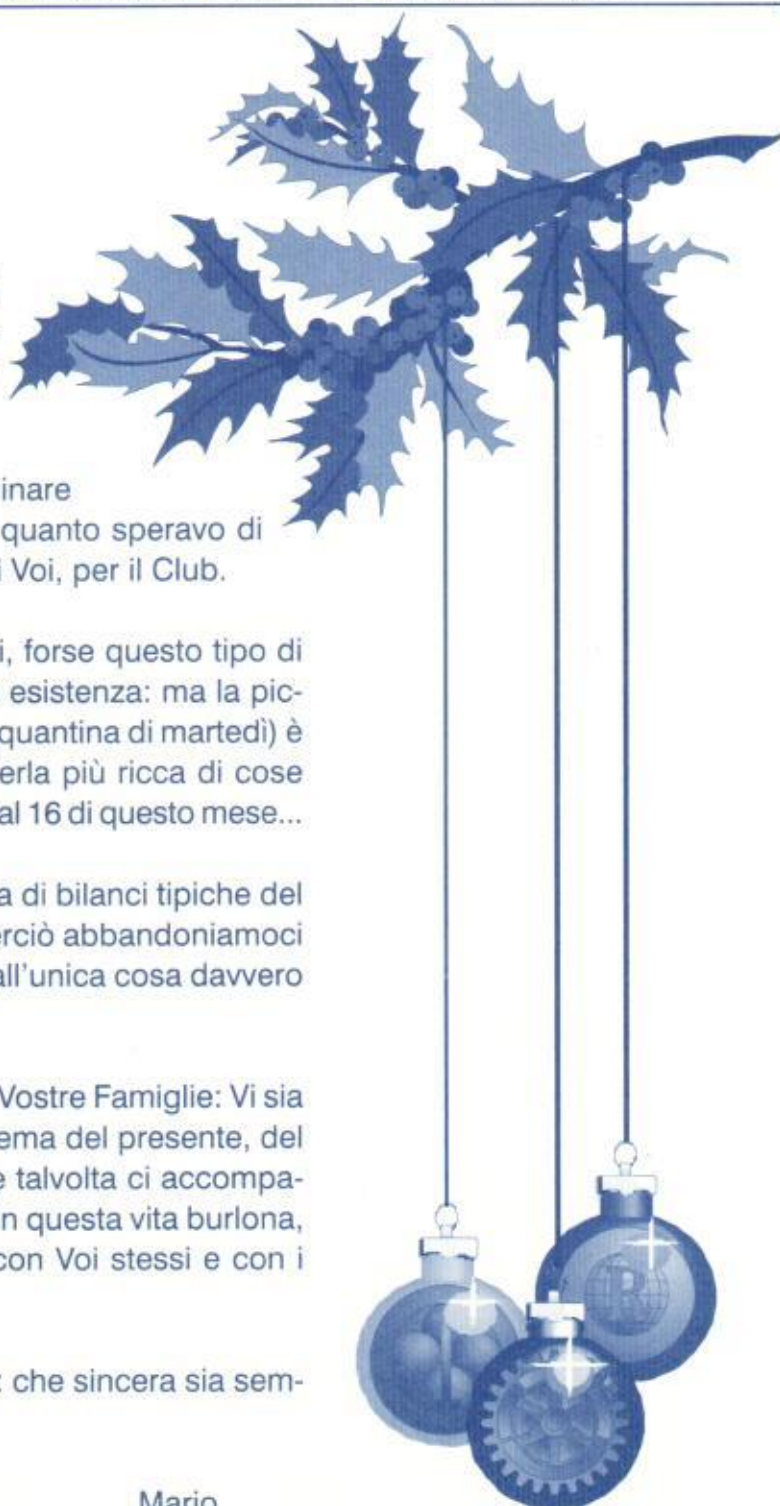 inare
quanto speravo di
i Voi, per il Club.
i, forse questo tipo di
esistenza: ma la pic-
quantina di martedì) è
erla più ricca di cose
al 16 di questo mese...
a di bilanci tipiche del
erciò abbandoniamoci
all'unica cosa davvero
Vostre Famiglie: Vi sia
ema del presente, del
e talvolta ci accompa-
n questa vita burlona,
con Voi stessi e con i
: che sincera sia sem-
Mario
R